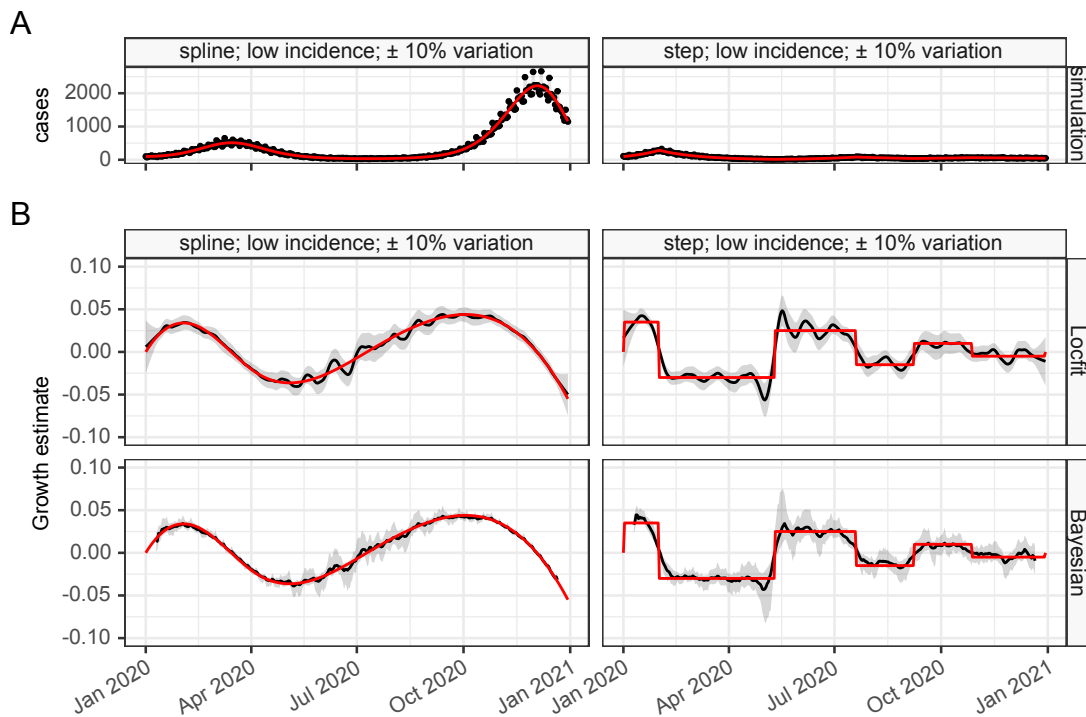 A
spline; low incidence; ± 10% variation
step; low incidence; ± 10% variation
cases
2000
1000
0
simulation
B
spline; low incidence; ± 10% variation
step; low incidence; ± 10% variation
Growth estimate
0.10
0.05
0.00
-0.05
-0.10
Locfit
0.10
0.05
0.00
-0.05
-0.10
Bayesian
Jan 2020
Apr 2020
Jul 2020
Oct 2020
Jan 2021
Jan 2020
Apr 2020
Jul 2020
Oct 2020
Jan 2021